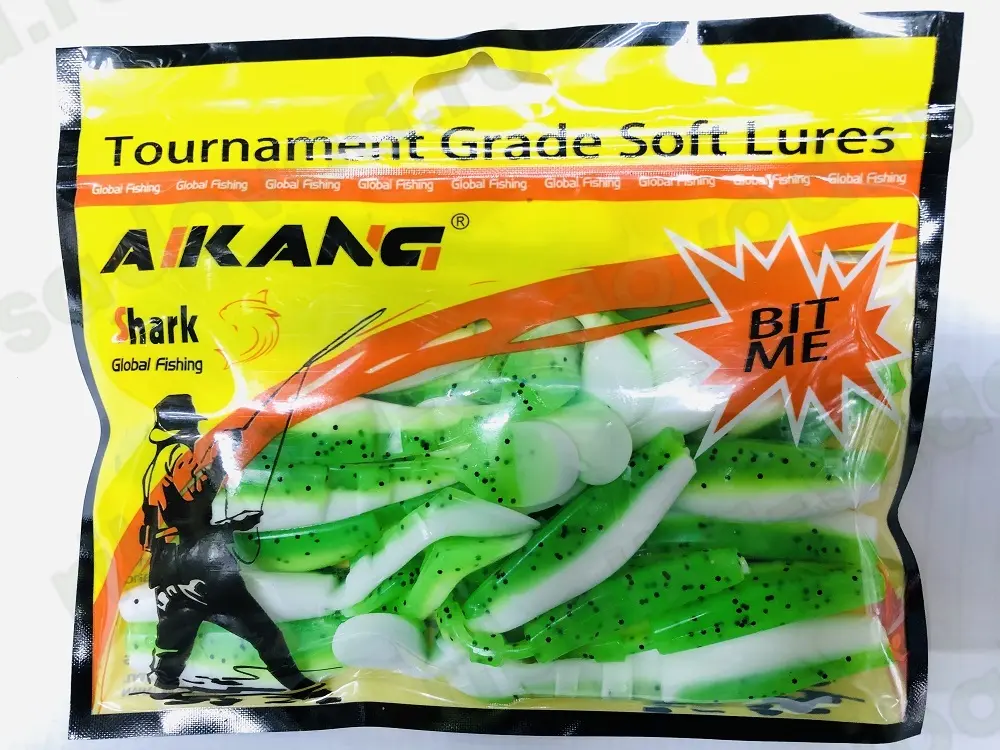 Tournament Grade Soft Lures
Global Fishing Global Fishing Global Fishing Global Fishing Global Fishing Global Fishing Global Fishing Global Fishing Global Fishing
AIKANG®
Shark
Global Fishing
BIT
ME